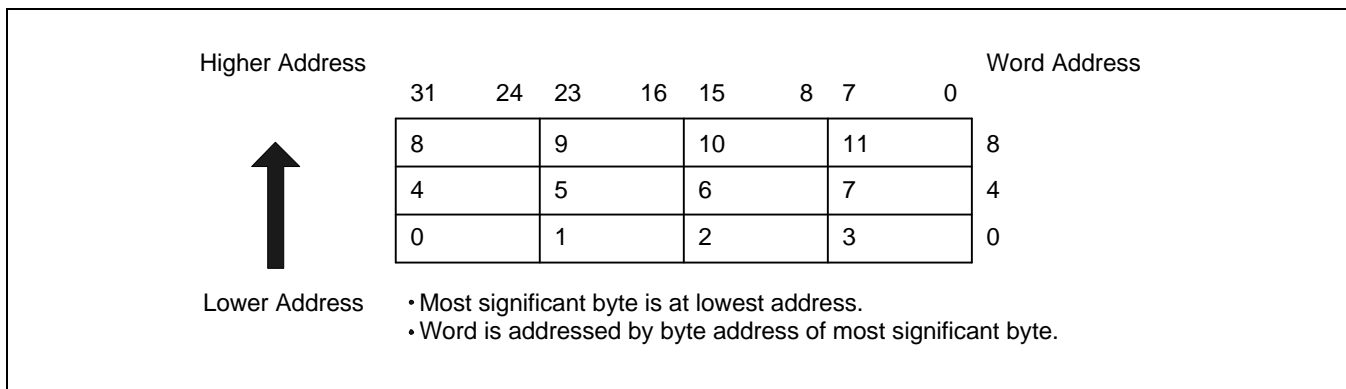 Higher Address Word Address
31 24 23 16 15 8 7 0
8 9 10 11 8
4 5 6 7 4
0 1 2 3 0
Lower Address • Most significant byte is at lowest address.
• Word is addressed by byte address of most significant byte.